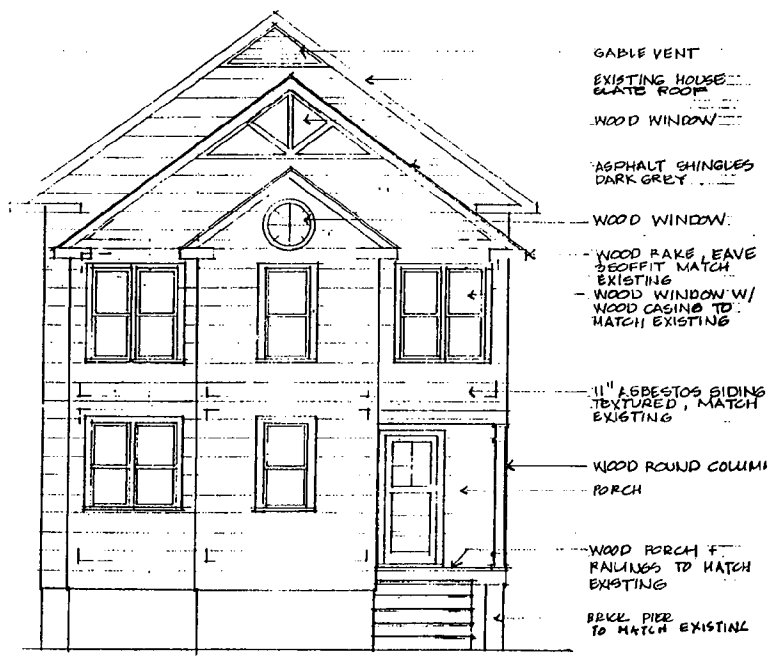 GABLE VENT
EXISTING HOUSE
SLATE ROOF
WOOD WINDOW
ASPHALT SHINGLES
DARK GREY
WOOD WINDOW
WOOD RAKE, EAVE
SEOFFIT MATCH
EXISTING
WOOD WINDOW W/
WOOD CASING TO
MATCH EXISTING
11" ASBESTOS SIDING
TEXTURED, MATCH
EXISTING
WOOD ROUND COLUMN
PORCH
WOOD PORCH +
RAILINGS TO MATCH
EXISTING
BRICK PIER
TO MATCH EXISTING